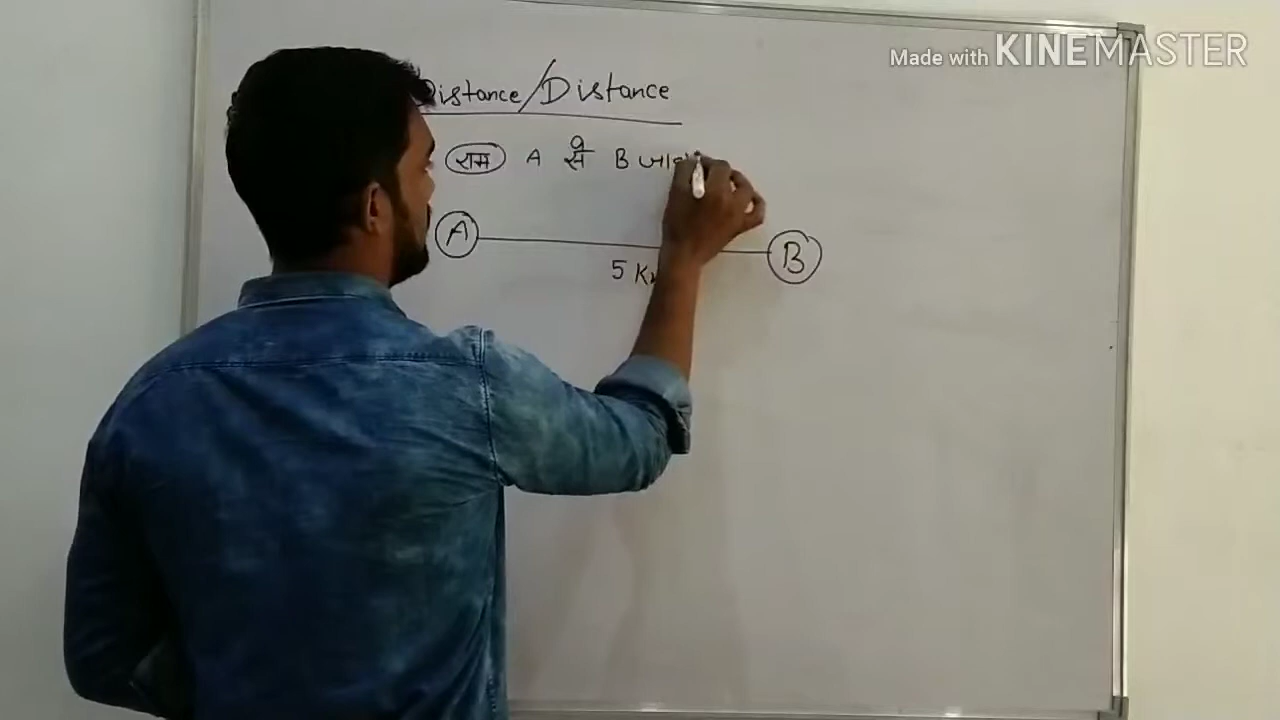 Made with KINEMASTER
Distance/Distance
राम A से B
A B
5